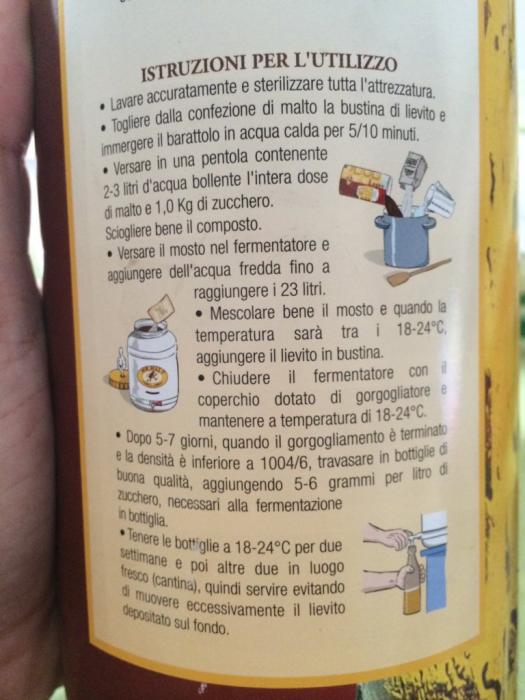 ISTRUZIONI PER L'UTILIZZO
• Lavare accuratamente e sterilizzare tutta l'attrezzatura.
• Togliere dalla confezione di malto la bustina di lievito e
immergere il barattolo in acqua calda per 5/10 minuti.
• Versare in una pentola contenente
2-3 litri d'acqua bollente l'intera dose
di malto e 1,0 Kg di zucchero.
Sciogliere bene il composto.
• Versare il mosto nel fermentatore e
aggiungere dell'acqua fredda fino a
raggiungere i 23 litri.
• Mescolare bene il mosto e quando la
temperatura sarà tra i 18-24°C,
aggiungere il lievito in bustina.
• Chiudere il fermentatore con il
coperchio dotato di gorgogliatore e
mantenere a temperatura di 18-24°C.
• Dopo 5-7 giorni, quando il gorgogliamento è terminato
e la densità è inferiore a 1004/6, travasare in bottiglie di
buona qualità, aggiungendo 5-6 grammi per litro di
zucchero, necessari alla fermentazione
in bottiglia.
• Tenere le bottiglie a 18-24°C per due
settimane e poi altre due in luogo
fresco (cantina), quindi servire evitando
di muovere eccessivamente il lievito
depositato sul fondo.